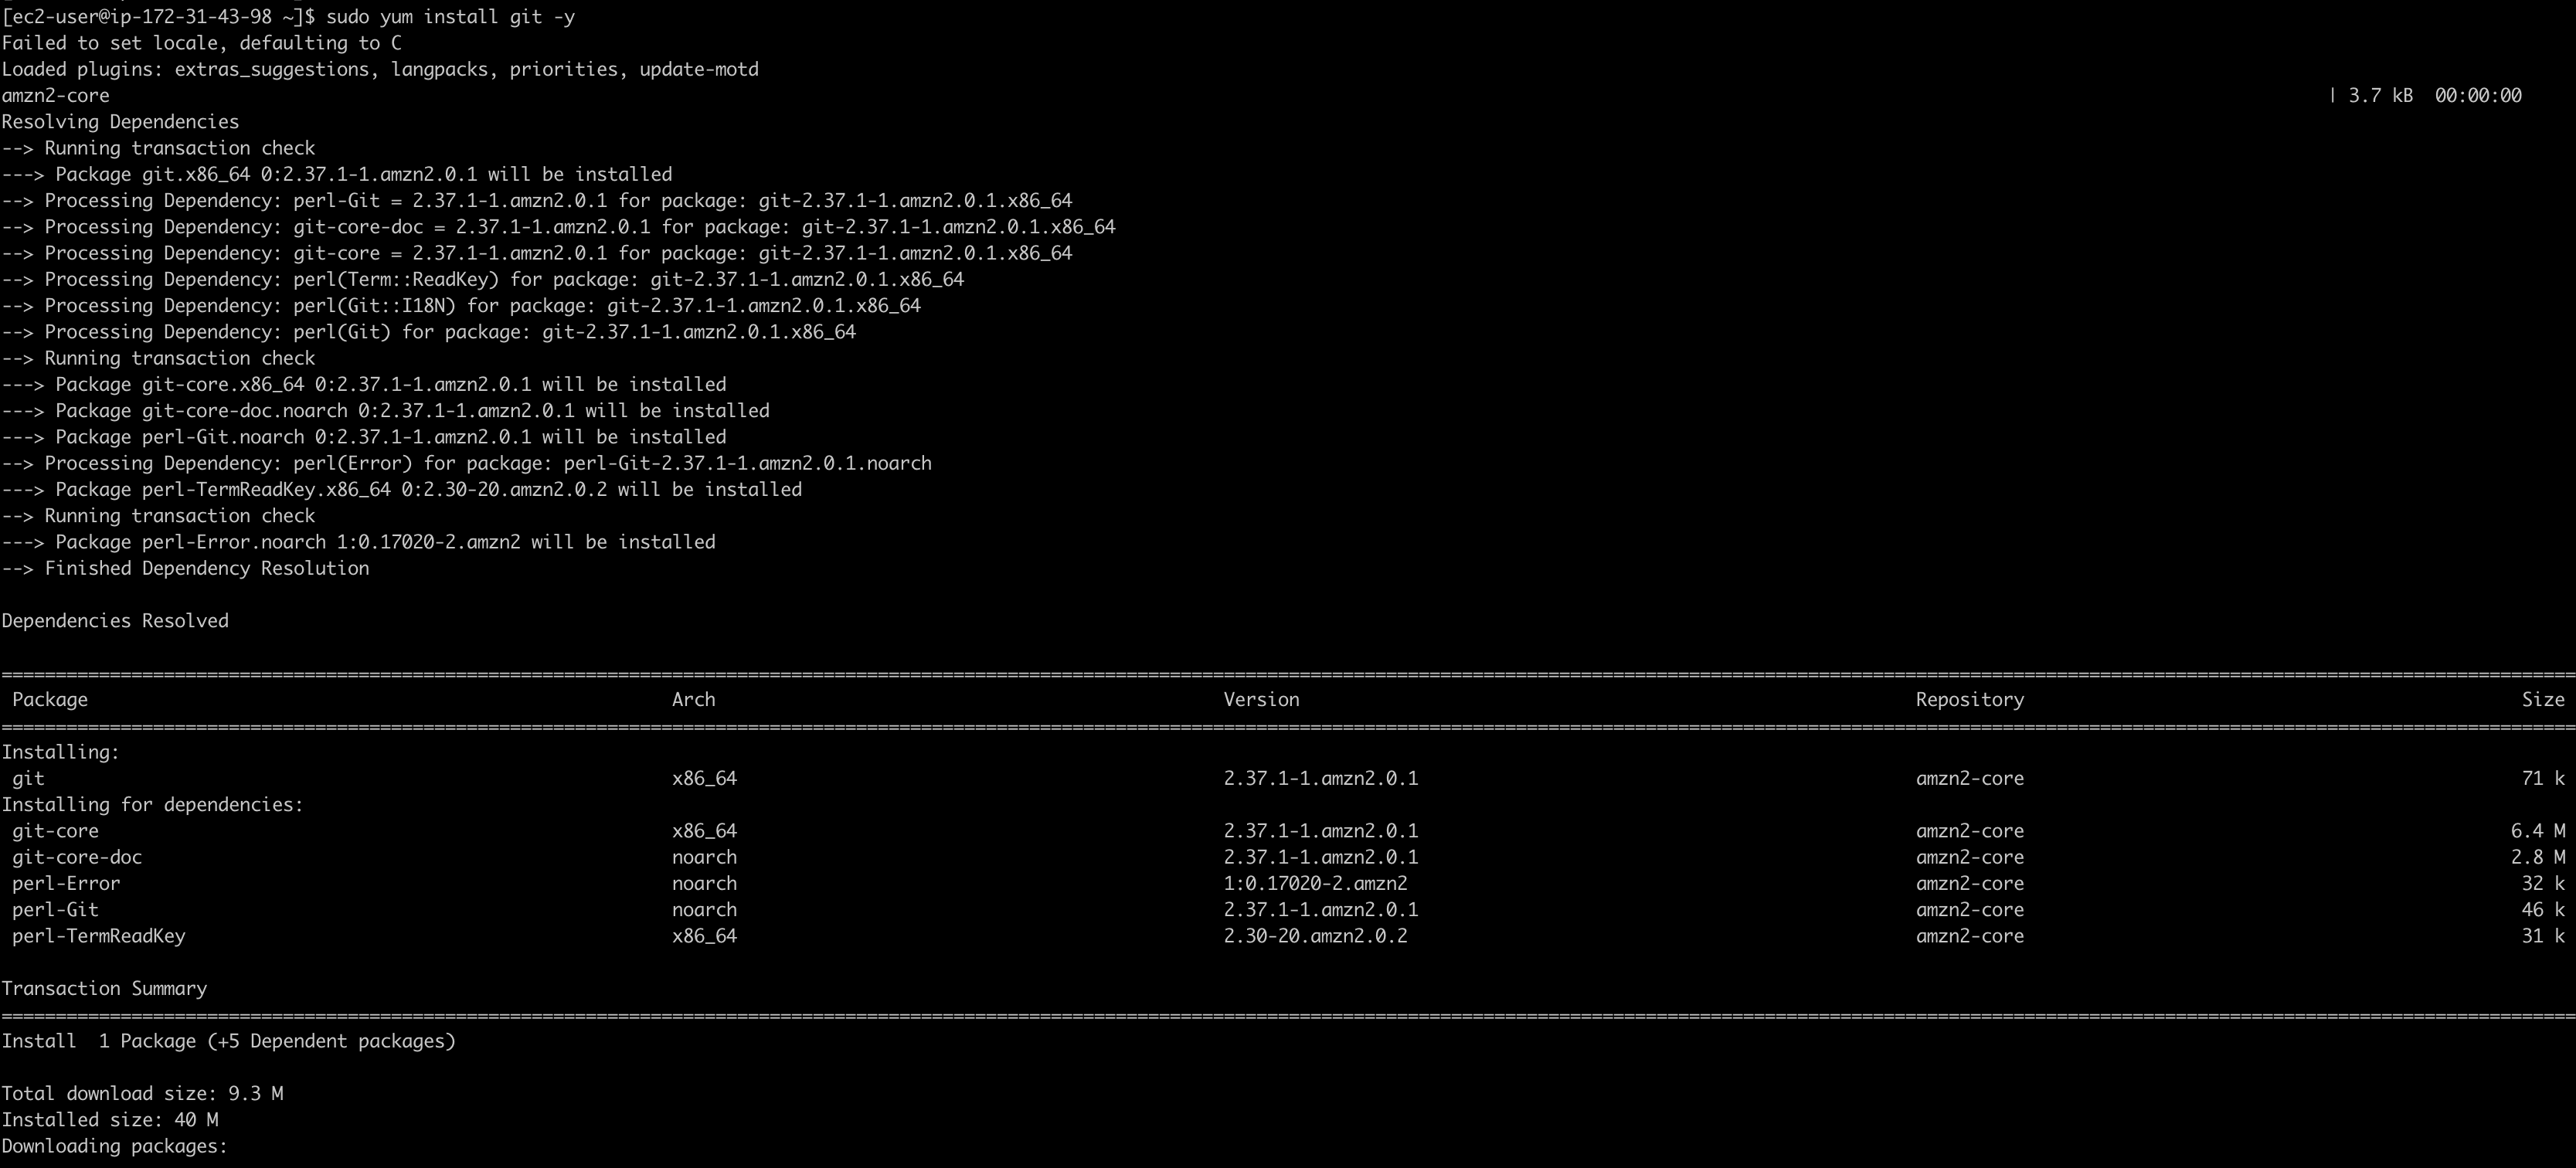 [ec2-user@ip-172-31-43-98 ~]$ sudo yum install git -y
Failed to set locale, defaulting to C
Loaded plugins: extras_suggestions, langpacks, priorities, update-motd
amzn2-core | 3.7 kB 00:00:00
Resolving Dependencies
--> Running transaction check
---> Package git.x86_64 0:2.37.1-1.amzn2.0.1 will be installed
--> Processing Dependency: perl-Git = 2.37.1-1.amzn2.0.1 for package: git-2.37.1-1.amzn2.0.1.x86_64
--> Processing Dependency: git-core-doc = 2.37.1-1.amzn2.0.1 for package: git-2.37.1-1.amzn2.0.1.x86_64
--> Processing Dependency: git-core = 2.37.1-1.amzn2.0.1 for package: git-2.37.1-1.amzn2.0.1.x86_64
--> Processing Dependency: perl(Term::ReadKey) for package: git-2.37.1-1.amzn2.0.1.x86_64
--> Processing Dependency: perl(Git::I18N) for package: git-2.37.1-1.amzn2.0.1.x86_64
--> Processing Dependency: perl(Git) for package: git-2.37.1-1.amzn2.0.1.x86_64
--> Running transaction check
---> Package git-core.x86_64 0:2.37.1-1.amzn2.0.1 will be installed
---> Package git-core-doc.noarch 0:2.37.1-1.amzn2.0.1 will be installed
---> Package perl-Git.noarch 0:2.37.1-1.amzn2.0.1 will be installed
--> Processing Dependency: perl(Error) for package: perl-Git-2.37.1-1.amzn2.0.1.noarch
---> Package perl-TermReadKey.x86_64 0:2.30-20.amzn2.0.2 will be installed
--> Running transaction check
---> Package perl-Error.noarch 1:0.17020-2.amzn2 will be installed
--> Finished Dependency Resolution
Dependencies Resolved
Package Arch Version Repository Size
Installing:
git x86_64 2.37.1-1.amzn2.0.1 amzn2-core 71 k
Installing for dependencies:
git-core x86_64 2.37.1-1.amzn2.0.1 amzn2-core 6.4 M
git-core-doc noarch 2.37.1-1.amzn2.0.1 amzn2-core 2.8 M
perl-Error noarch 1:0.17020-2.amzn2 amzn2-core 32 k
perl-Git noarch 2.37.1-1.amzn2.0.1 amzn2-core 46 k
perl-TermReadKey x86_64 2.30-20.amzn2.0.2 amzn2-core 31 k
Transaction Summary
Install 1 Package (+5 Dependent packages)
Total download size: 9.3 M
Installed size: 40 M
Downloading packages: